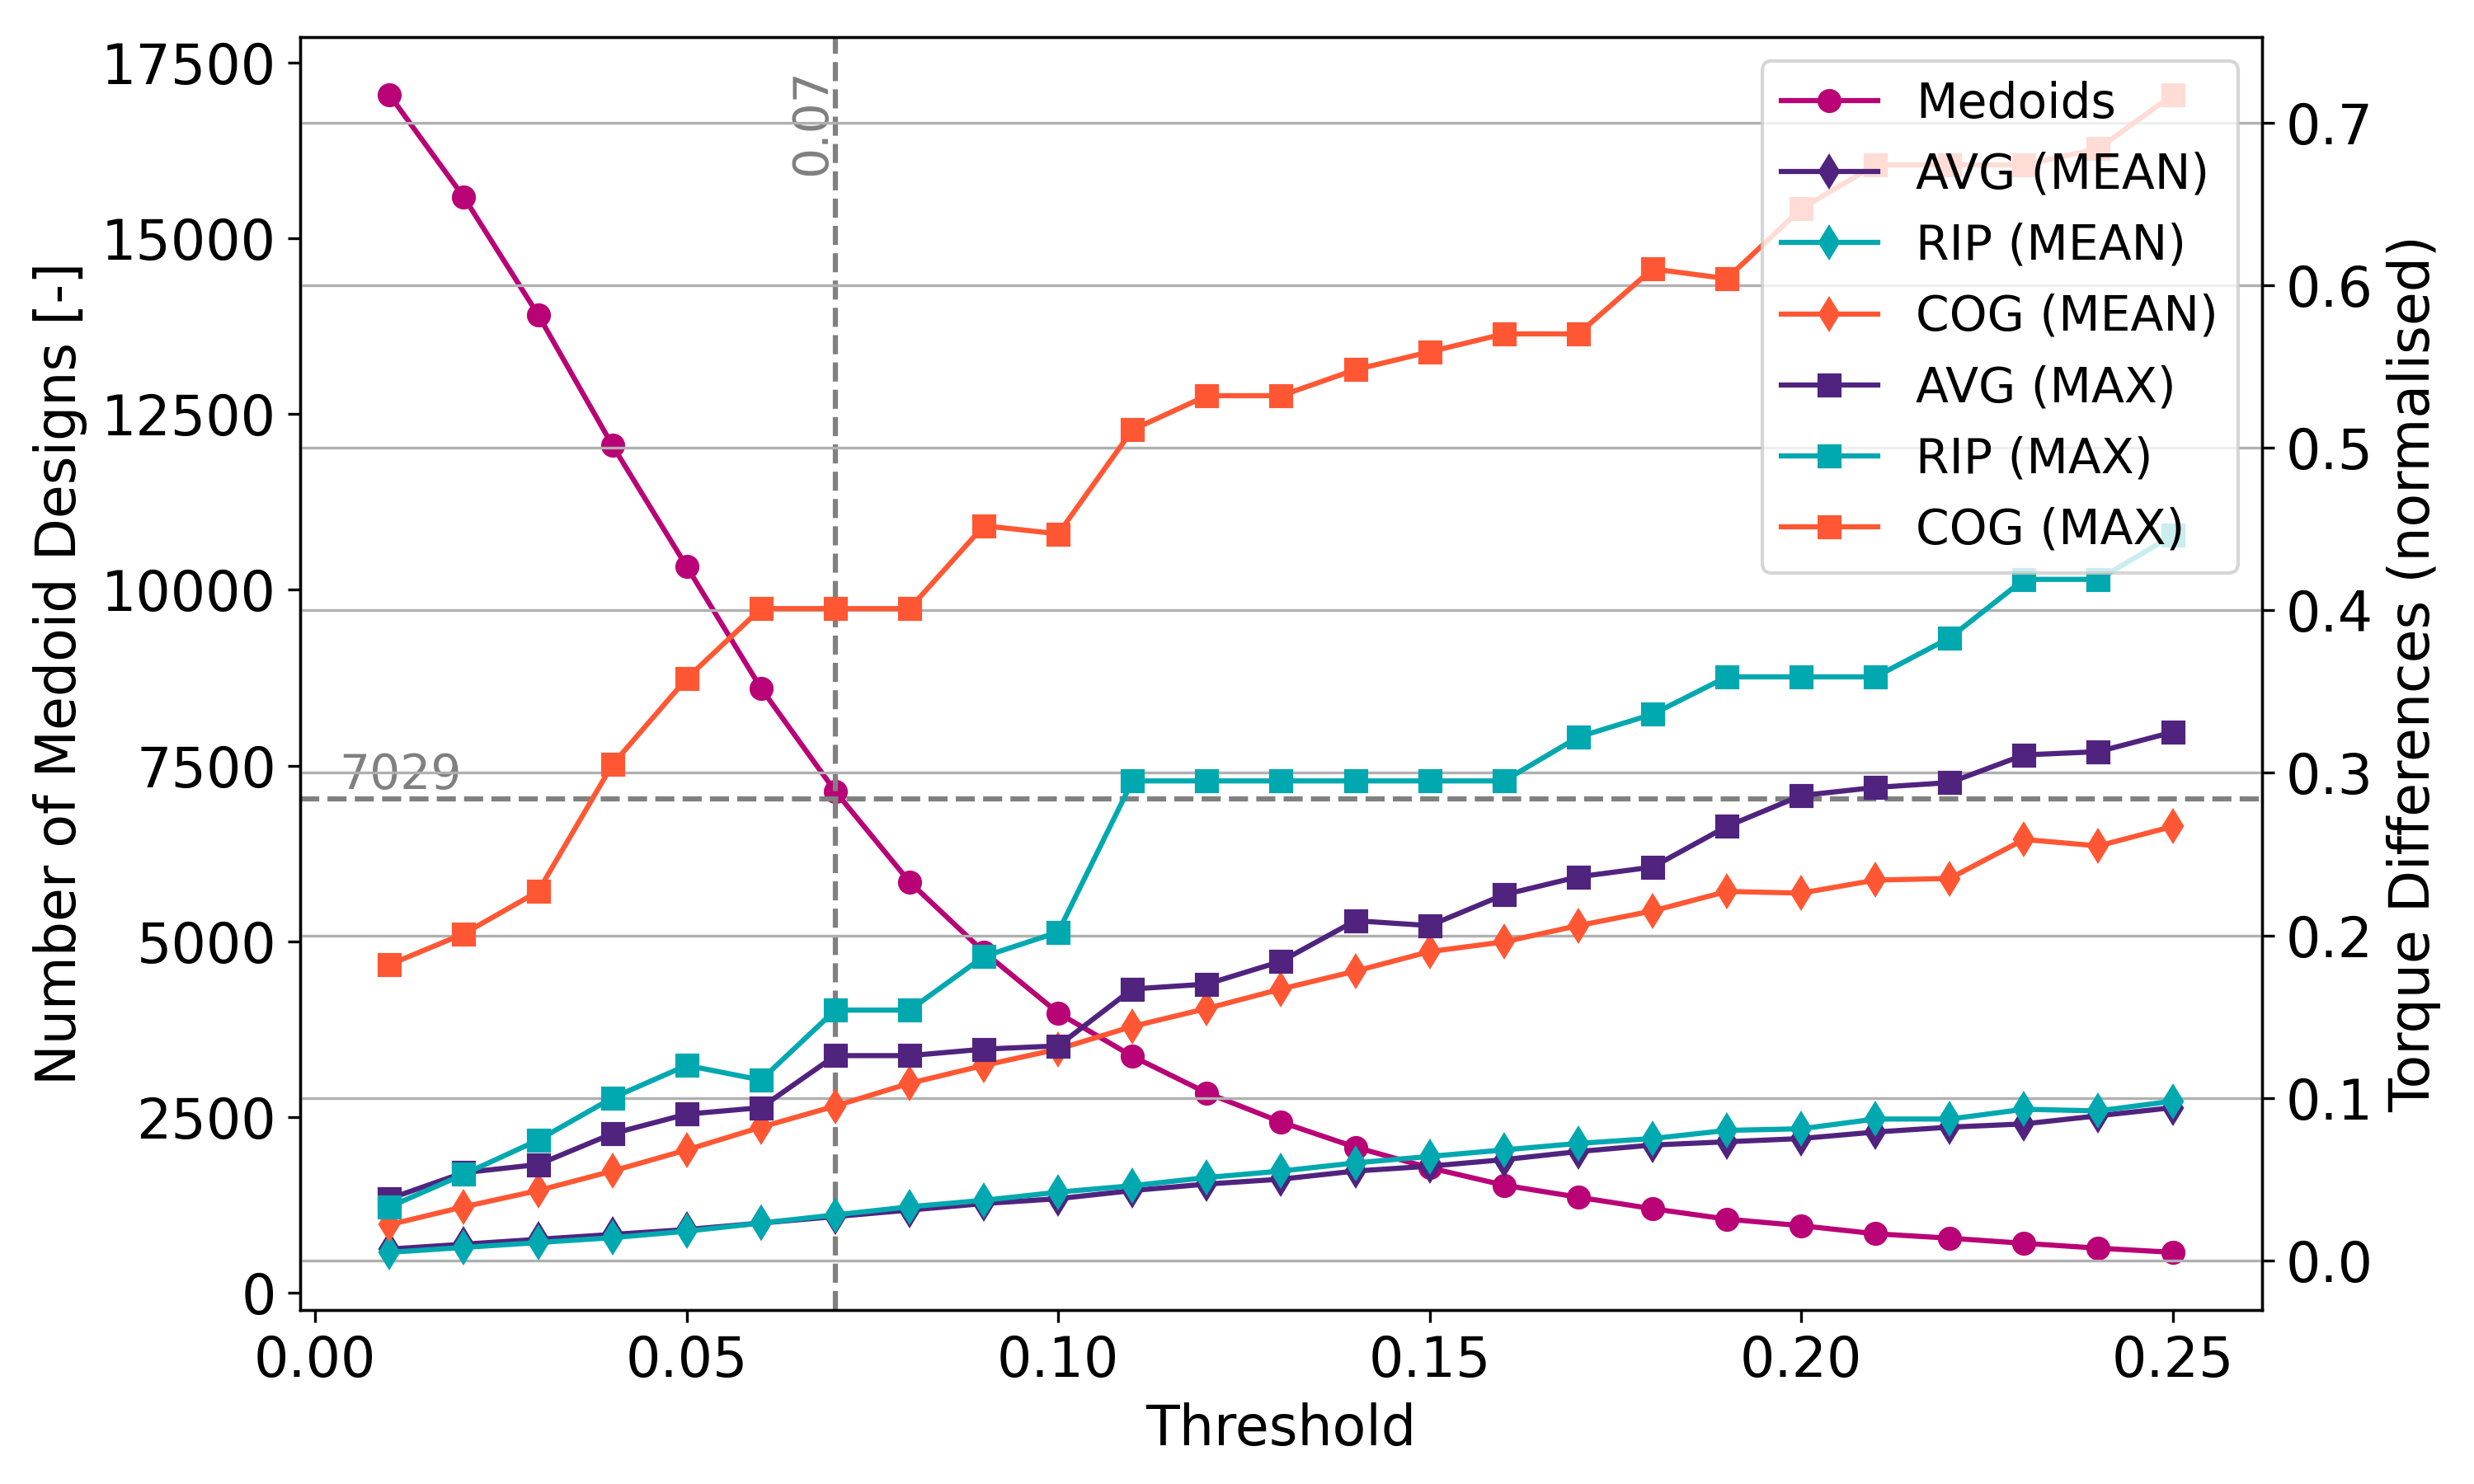 Number of Medoid Designs [-]
17500
15000
12500
10000
7500
5000
2500
0
0.07
7029
Medoids
AVG (MEAN)
RIP (MEAN)
COG (MEAN)
AVG (MAX)
RIP (MAX)
COG (MAX)
0.7
0.6
0.5
0.4
0.3
0.2
0.1
0.0
Torque Differences (normalised)
0.00 0.05 0.10 0.15 0.20 0.25
Threshold